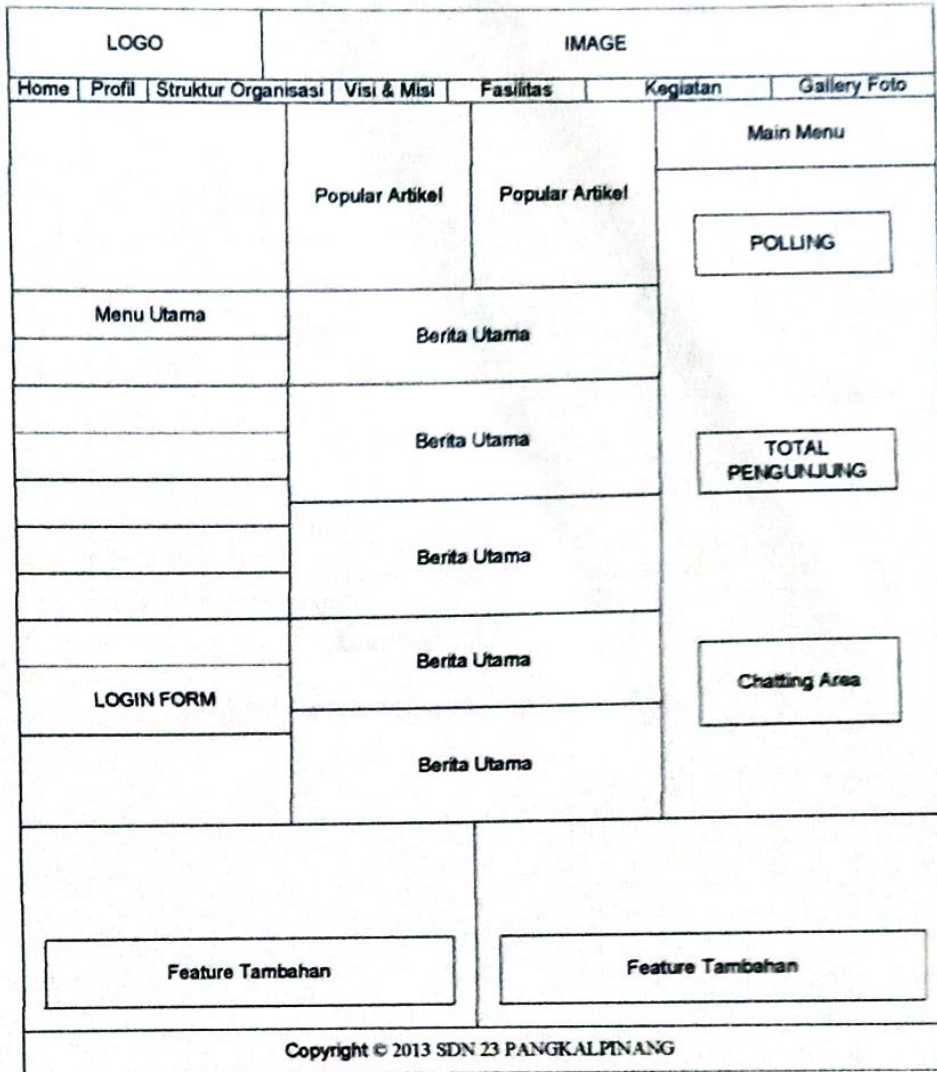 LOGO
IMAGE
Home Profil Struktur Organisasi Visi & Misi Fasilitas Kegiatan Gallery Foto
Popular Artikel
Popular Artikel
Main Menu
POLLING
Menu Utama
Berita Utama
Berita Utama
TOTAL
PENGUNJUNG
Berita Utama
Berita Utama
Chatting Area
LOGIN FORM
Berita Utama
Feature Tambahan
Feature Tambahan
Copyright © 2013 SDN 23 PANGKALPINANG